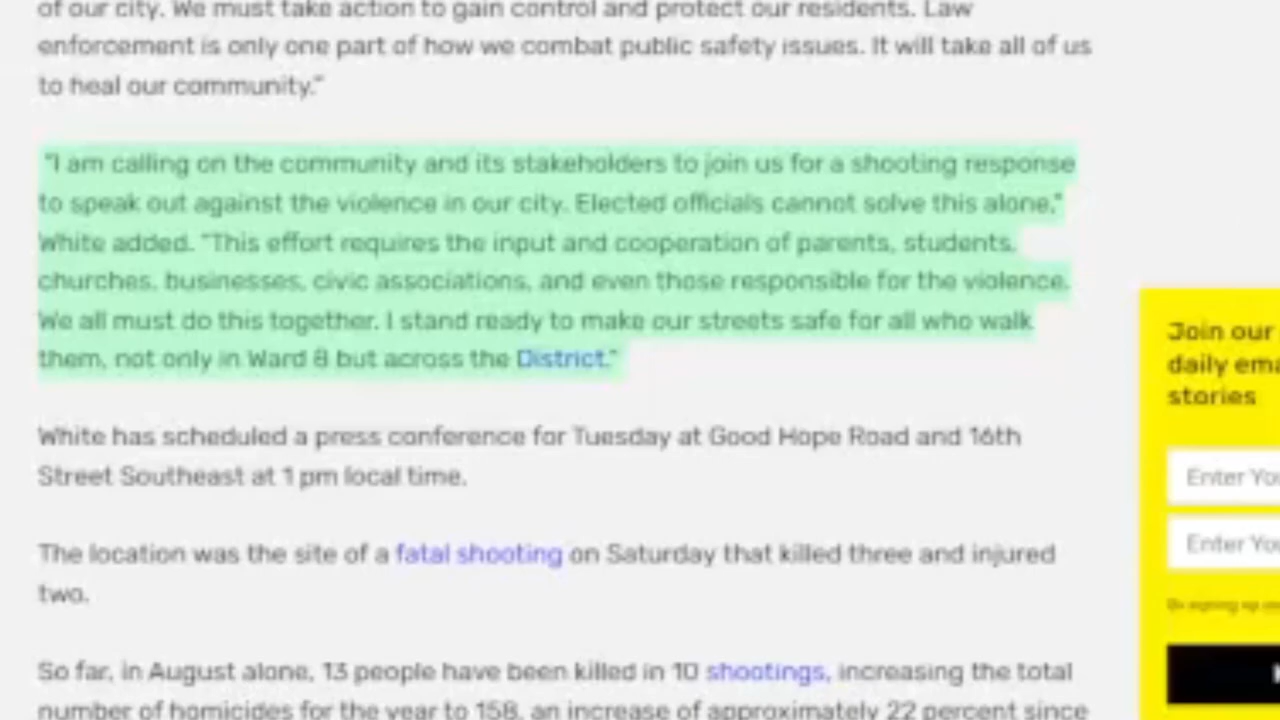 of our city. We must take action to gain control and protect our residents. Law
enforcement is only one part of how we combat public safety issues. It will take all of us
to heal our community.”
“I am calling on the community and its stakeholders to join us for a shooting response
to speak out against the violence in our city. Elected officials cannot solve this alone,”
White added. “This effort requires the input and cooperation of parents, students,
churches, businesses, civic associations, and even those responsible for the violence.
We all must do this together. I stand ready to make our streets safe for all who walk
them, not only in Ward 8 but across the District.”
White has scheduled a press conference for Tuesday at Good Hope Road and 16th
Street Southeast at 1 pm local time.
The location was the site of a fatal shooting on Saturday that killed three and injured
two.
So far, in August alone, 13 people have been killed in 10 shootings, increasing the total
number of homicides for the year to 158, an increase of approximately 22 percent since
Join our
daily ema
stories
Enter You
Enter You